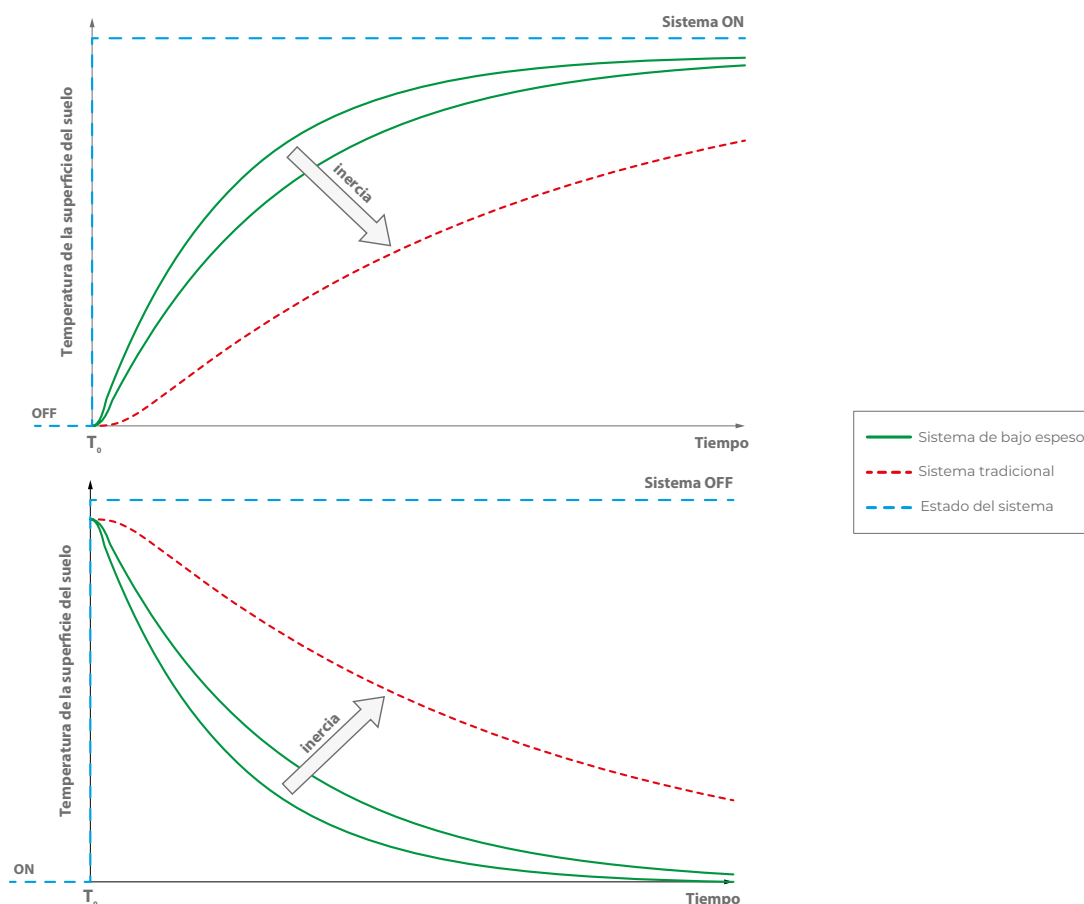 Sistema ON
Temperatura de la superficie del suelo
inercia
OFF
T₀
Tiempo
Sistema de bajo espeso
Sistema tradicional
Estado del sistema
Sistema OFF
Temperatura de la superficie del suelo
inercia
ON
T₀
Tiempo